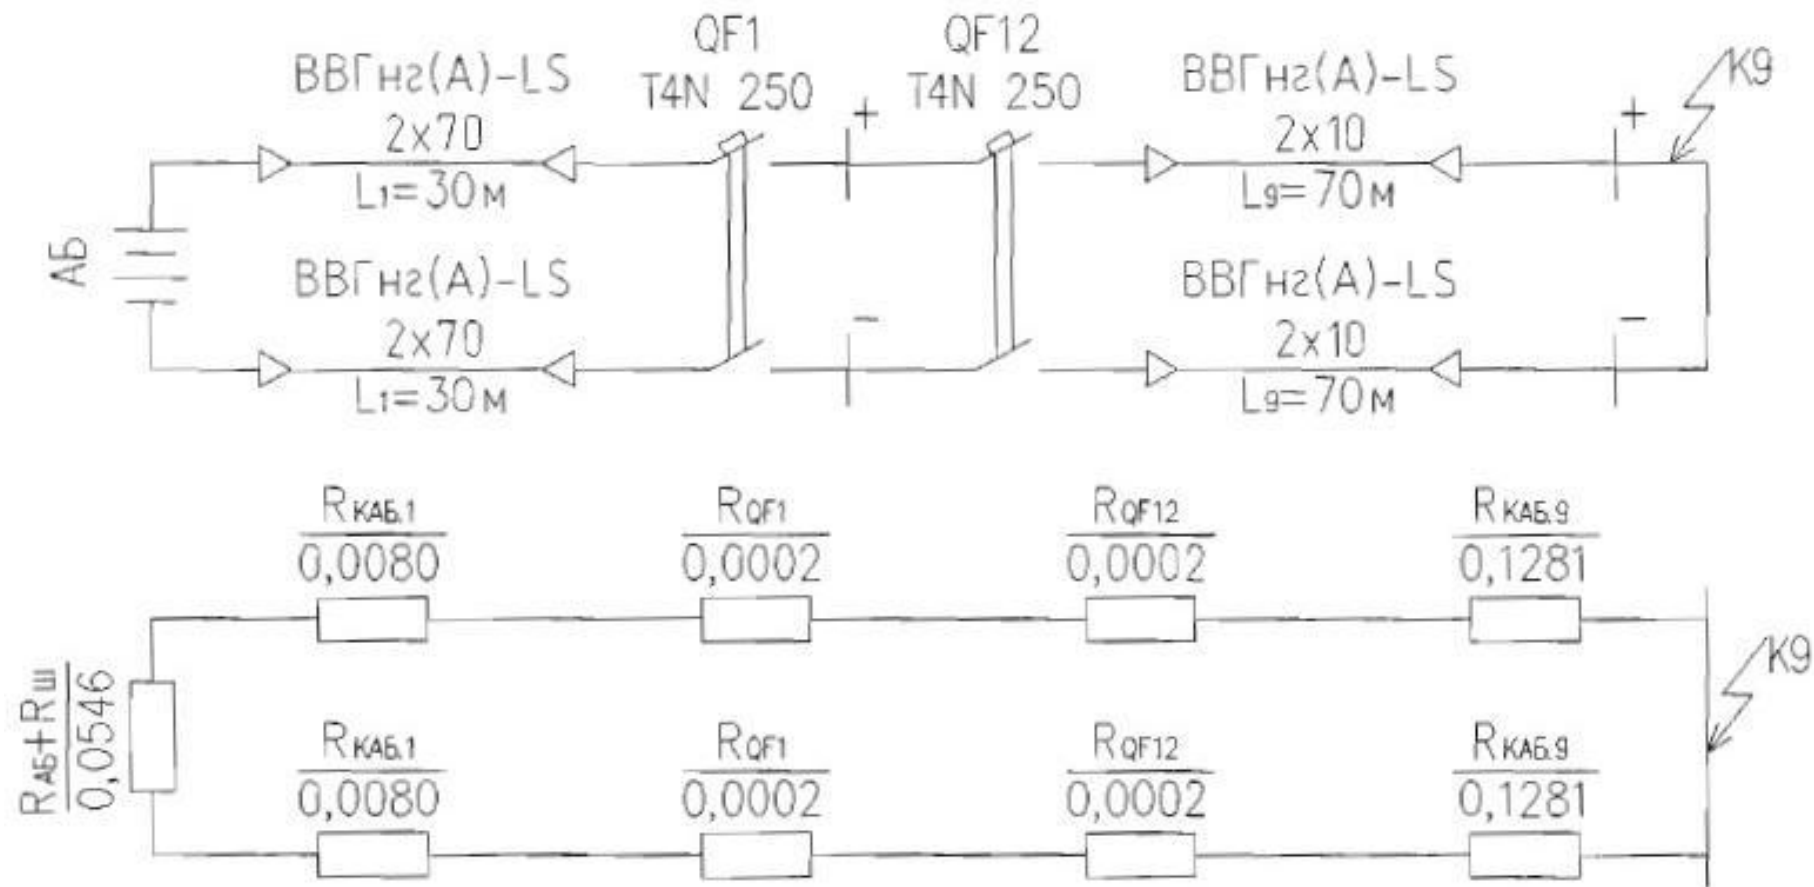 QF1 QF12
ВВГнг(А)-LS T4N 250 T4N 250 ВВГнг(А)-LS К9
2х70 + 2х10 +
L1=30м L9=70м
АБ
ВВГнг(А)-LS ВВГнг(А)-LS
2х70 – 2х10 –
L1=30м L9=70м
RКАБ.1 RQF1 RQF12 RКАБ.9
0,0080 0,0002 0,0002 0,1281
RАБ+Rш
0,0546
К9
RКАБ.1 RQF1 RQF12 RКАБ.9
0,0080 0,0002 0,0002 0,1281